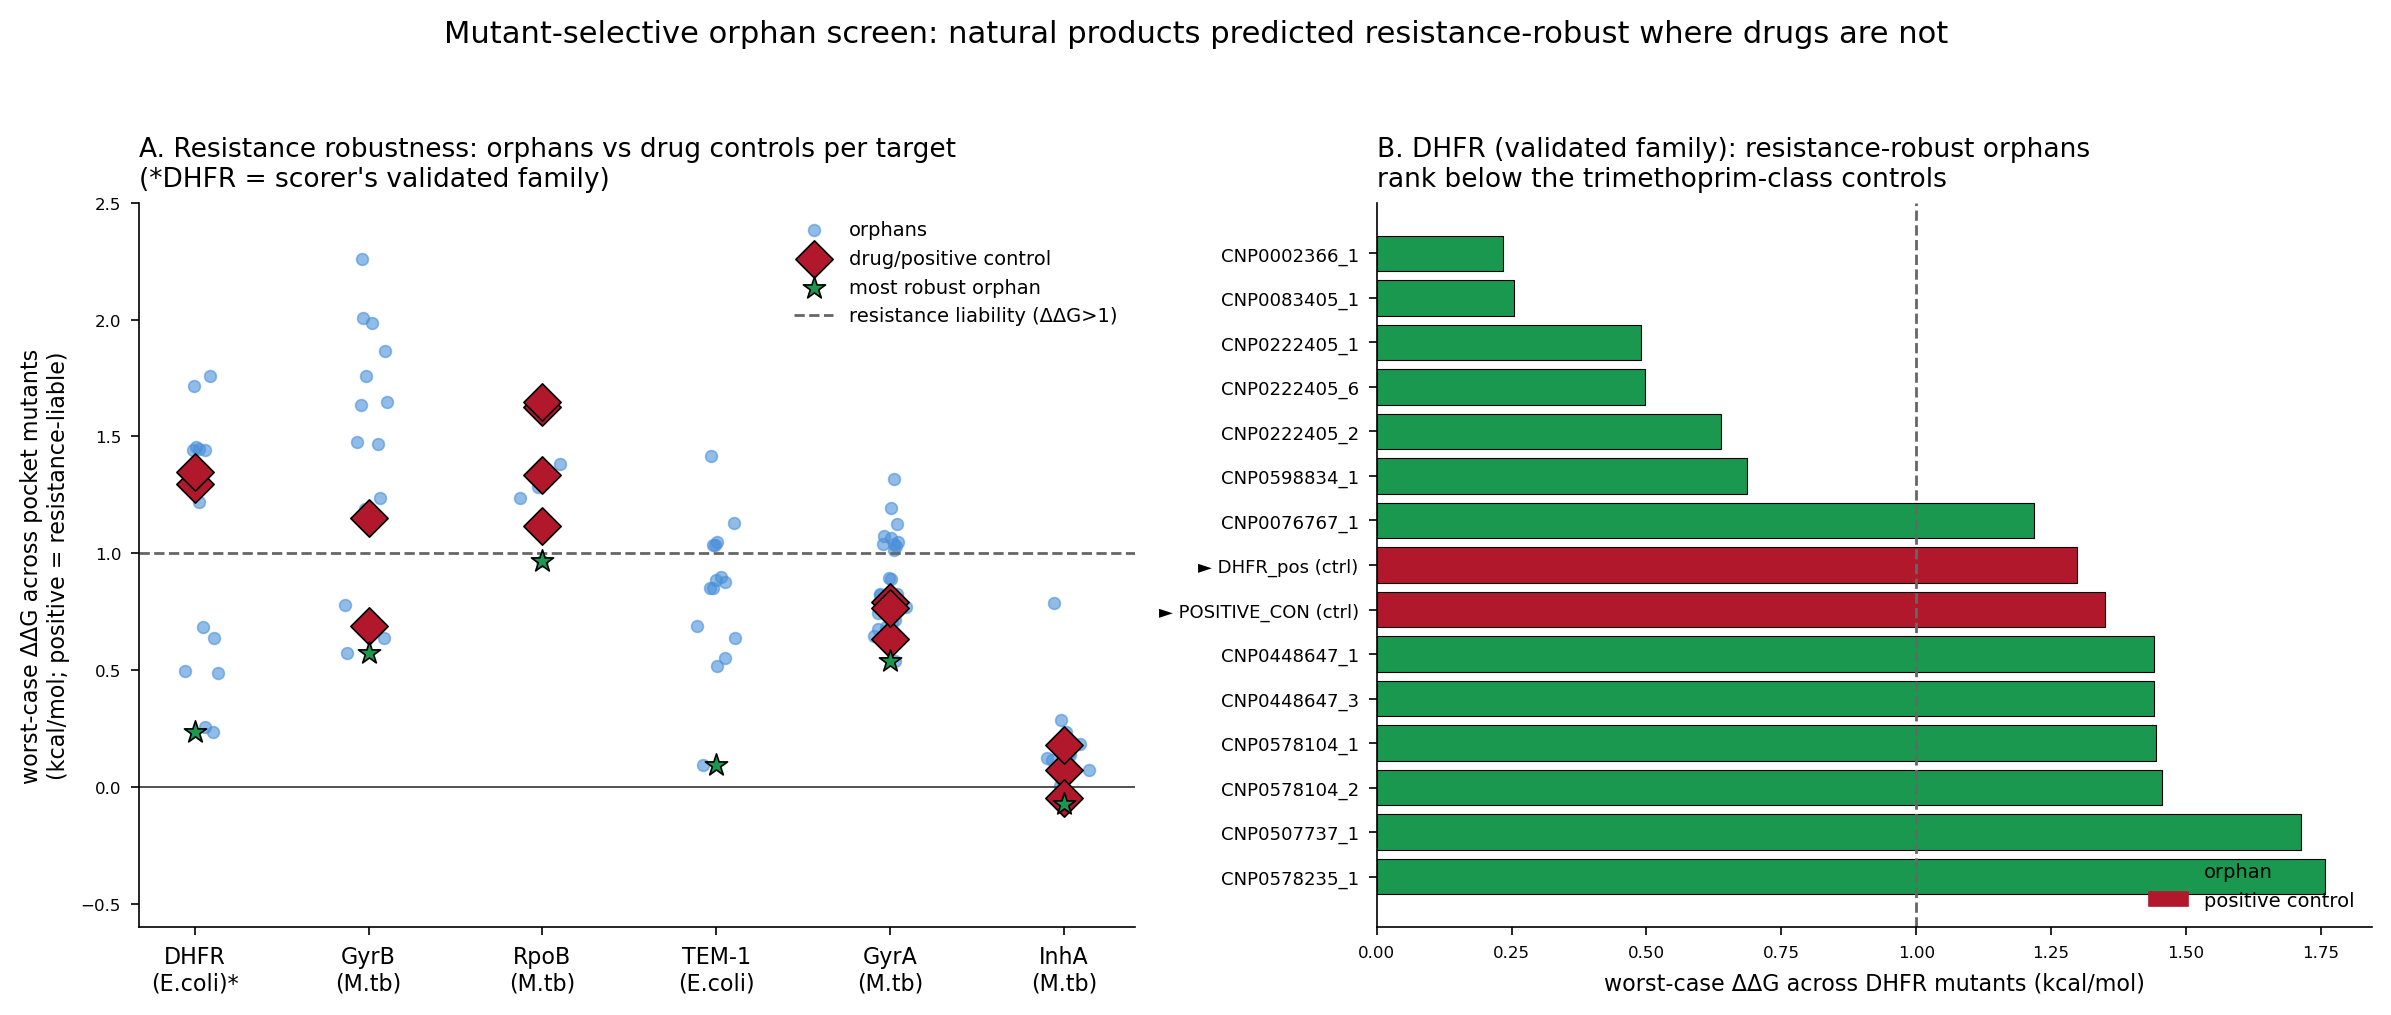 Mutant-selective orphan screen: natural products predicted resistance-robust where drugs are not
A. Resistance robustness: orphans vs drug controls per target
(*DHFR = scorer's validated family)
worst-case ΔΔG across pocket mutants
(kcal/mol; positive = resistance-liable)
2.5
2.0
1.5
1.0
0.5
0.0
−0.5
orphans
drug/positive control
most robust orphan
resistance liability (ΔΔG>1)
DHFR
(E.coli)*
GyrB
(M.tb)
RpoB
(M.tb)
TEM-1
(E.coli)
GyrA
(M.tb)
InhA
(M.tb)
B. DHFR (validated family): resistance-robust orphans
rank below the trimethoprim-class controls
CNP0002366_1
CNP0083405_1
CNP0222405_1
CNP0222405_6
CNP0222405_2
CNP0598834_1
CNP0076767_1
► DHFR_pos (ctrl)
► POSITIVE_CON (ctrl)
CNP0448647_1
CNP0448647_3
CNP0578104_1
CNP0578104_2
CNP0507737_1
CNP0578235_1
orphan
positive control
0.00 0.25 0.50 0.75 1.00 1.25 1.50 1.75
worst-case ΔΔG across DHFR mutants (kcal/mol)